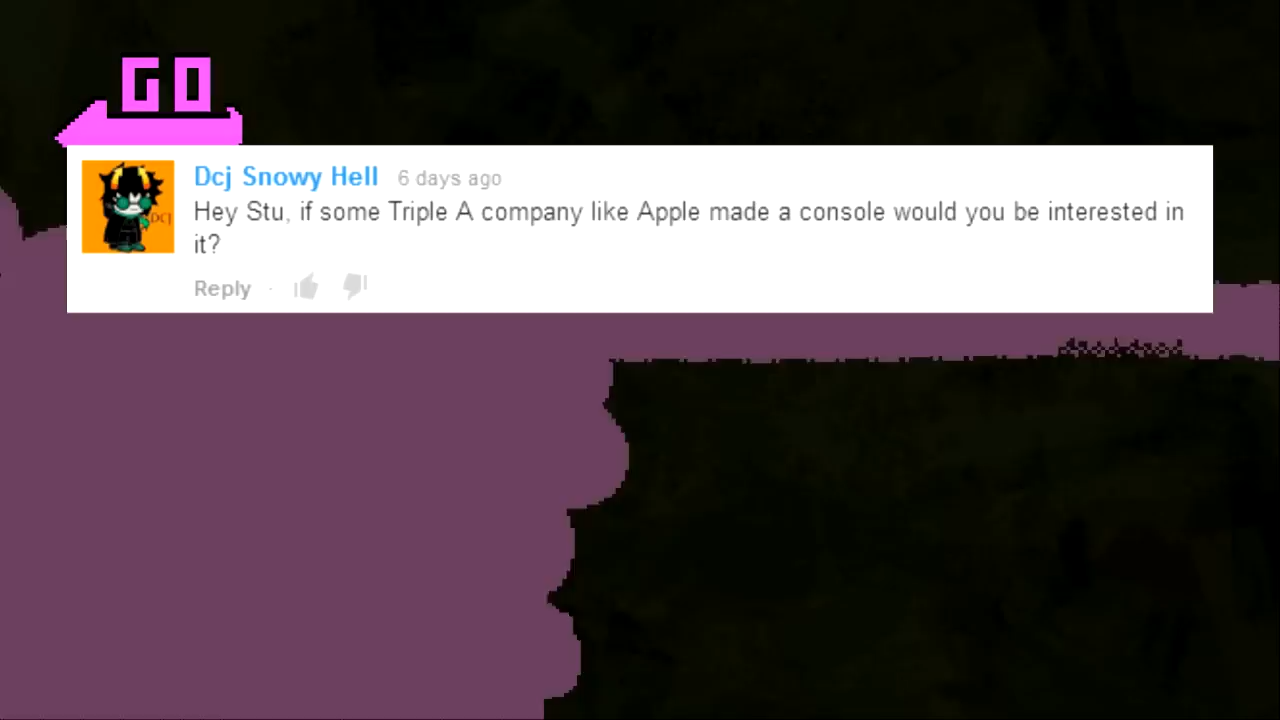 GO
Dcj Snowy Hell 6 days ago
Hey Stu, if some Triple A company like Apple made a console would you be interested in
it?
DCJ
Reply ·